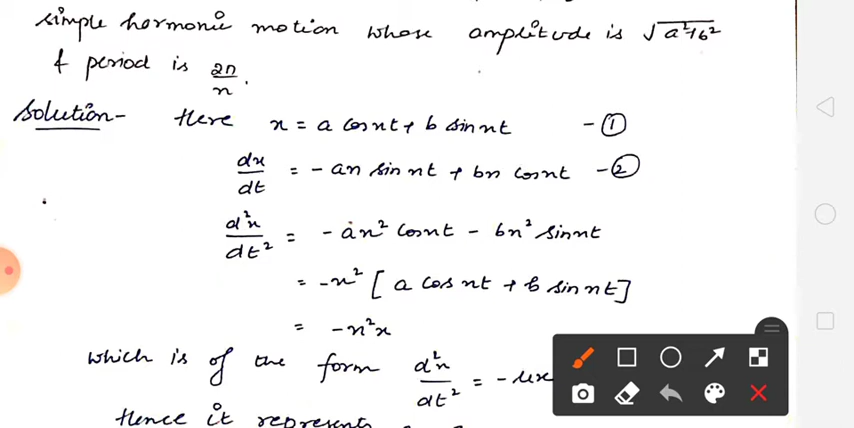 simple hormonic motion whose amplitude is √a²+b²
& period is 2π/n.
Solution- Here x = a cos nt + b sin nt - ①
dx/dt = - an sin nt + bn cos nt - ②
d²x/dt² = - an² cos nt - bn² sin nt
= -n² [ a cos nt + b sin nt ]
= -n²x
which is of the form d²x/dt² = - μx
Hence it represent